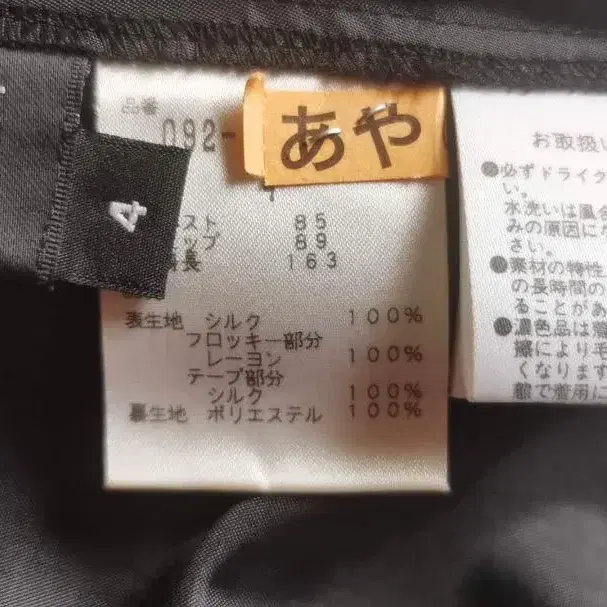 品番
092-
あや
4
スト 85
ップ 89
長 163
表生地 シルク 100%
フロッキー部分
レーヨン 100%
テープ部分
シルク 100%
裏生地 ポリエステル 100%
お取扱い
必ずドライク
い。
水洗いは風合
みの原因に
さい。
素材の特性
の長時間の
ることがあ
濃色品は着
擦により毛
くなります
態で着用に